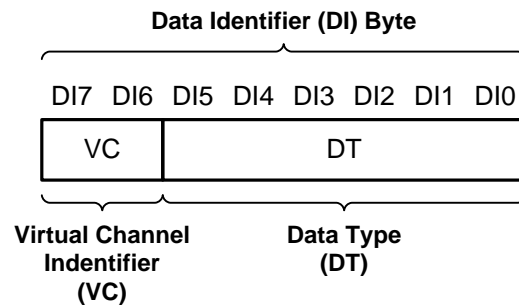 Data Identifier (DI) Byte
DI7 DI6 DI5 DI4 DI3 DI2 DI1 DI0
VC DT
Virtual Channel
Indentifier
(VC)
Data Type
(DT)